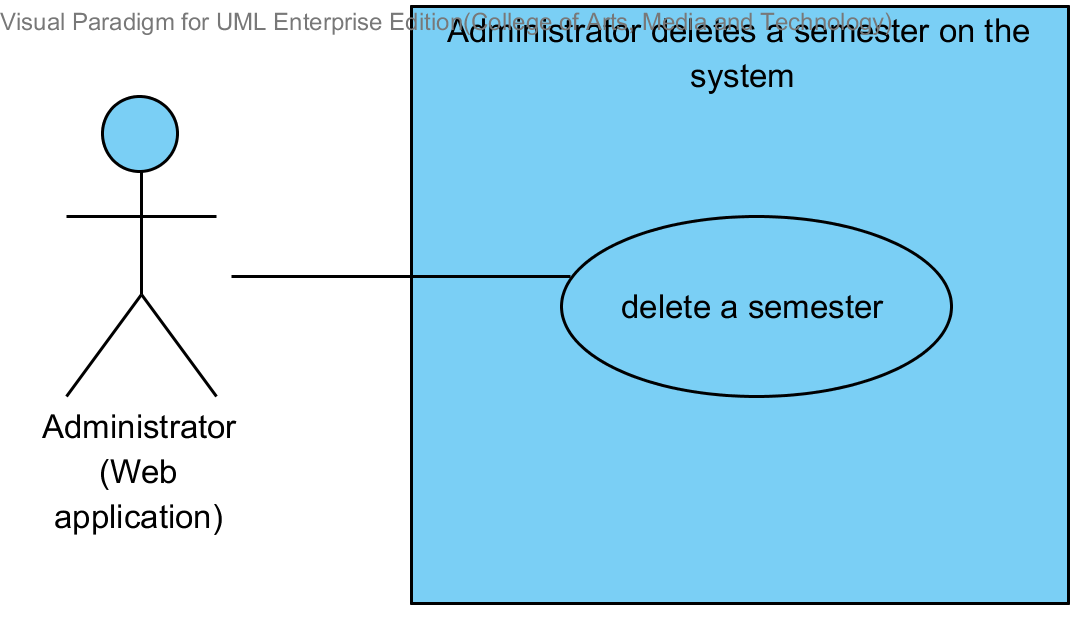 Visual Paradigm for UML Enterprise Edition(College of Arts, Media and Technology)
Administrator deletes a semester on the
system
delete a semester
Administrator
(Web
application)